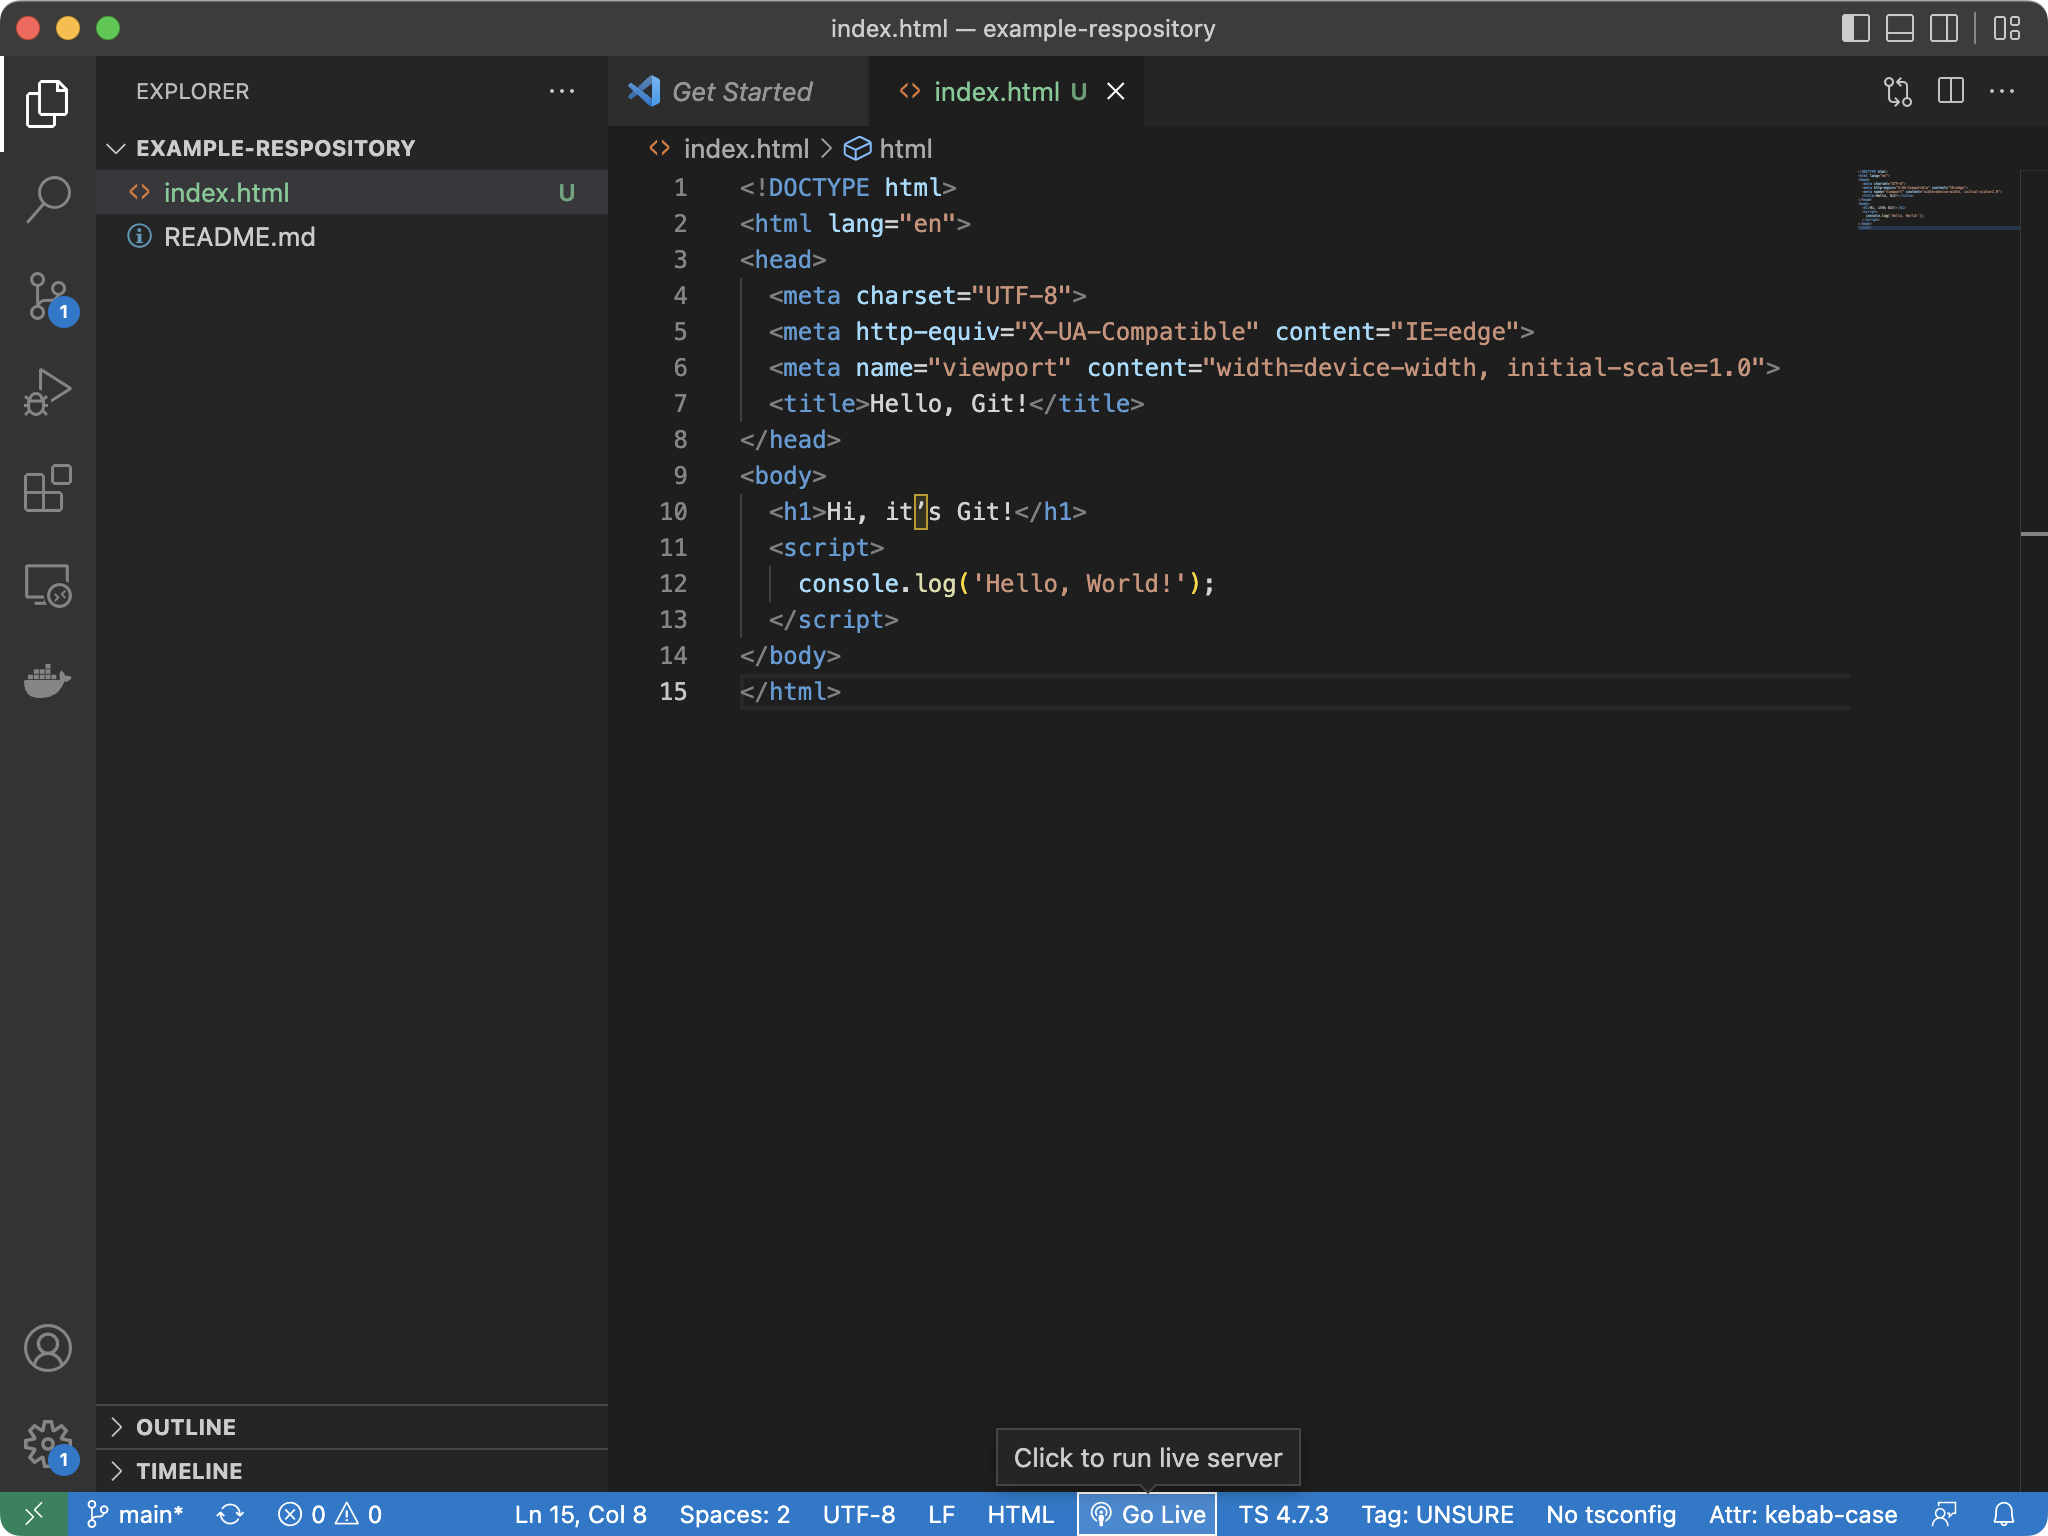 index.html — example-respository
EXPLORER
EXAMPLE-RESPOSITORY
index.html U
README.md
OUTLINE
TIMELINE
1
1
Get Started
index.html U
index.html > html
1 <!DOCTYPE html>
2 <html lang="en">
3 <head>
4 <meta charset="UTF-8">
5 <meta http-equiv="X-UA-Compatible" content="IE=edge">
6 <meta name="viewport" content="width=device-width, initial-scale=1.0">
7 <title>Hello, Git!</title>
8 </head>
9 <body>
10 <h1>Hi, it’s Git!</h1>
11 <script>
12 console.log('Hello, World!');
13 </script>
14 </body>
15 </html>
Click to run live server
main* 0 0 Ln 15, Col 8 Spaces: 2 UTF-8 LF HTML Go Live TS 4.7.3 Tag: UNSURE No tsconfig Attr: kebab-case